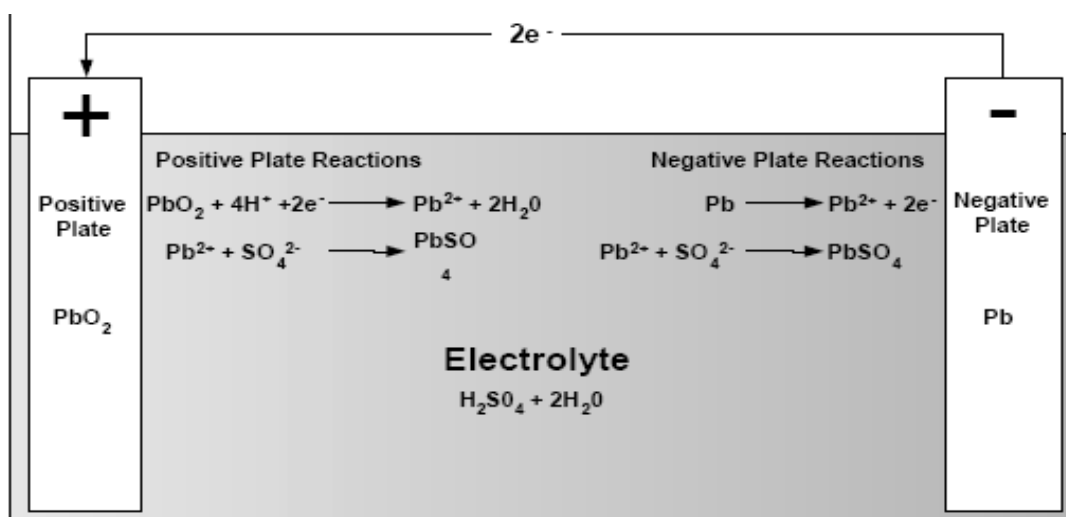 2e -
+
-
Positive Plate Reactions
Negative Plate Reactions
Positive Plate
PbO₂ + 4H⁺ +2e⁻ → Pb²⁺ + 2H₂0
Pb²⁺ + SO₄²⁻ → PbSO
4
Pb → Pb²⁺ + 2e⁻
Pb²⁺ + SO₄²⁻ → PbSO₄
Negative Plate
PbO₂
Pb
Electrolyte
H₂S0₄ + 2H₂0